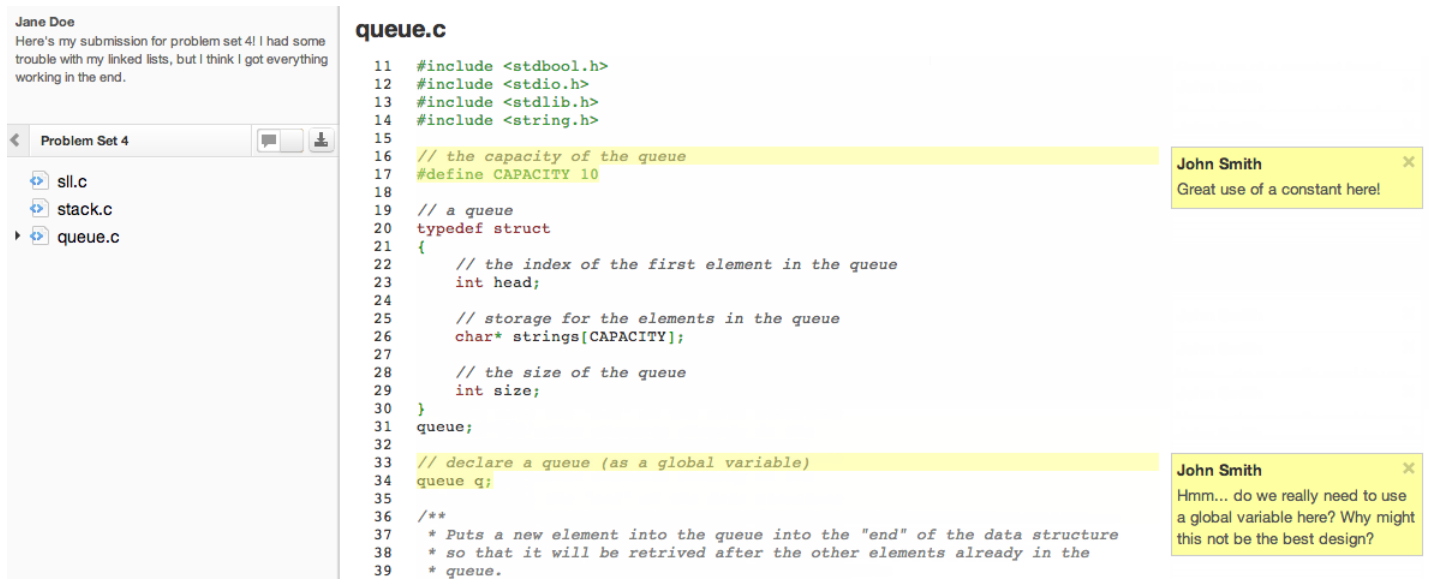 Jane Doe
Here's my submission for problem set 4! I had some
trouble with my linked lists, but I think I got everything
working in the end.
Problem Set 4
sll.c
stack.c
queue.c
queue.c
11 #include <stdbool.h>
12 #include <stdio.h>
13 #include <stdlib.h>
14 #include <string.h>
15
16 // the capacity of the queue
17 #define CAPACITY 10
18
19 // a queue
20 typedef struct
21 {
22     // the index of the first element in the queue
23     int head;
24
25     // storage for the elements in the queue
26     char* strings[CAPACITY];
27
28     // the size of the queue
29     int size;
30 }
31 queue;
32
33 // declare a queue (as a global variable)
34 queue q;
35
36 /**
37  * Puts a new element into the queue into the "end" of the data structure
38  * so that it will be retrived after the other elements already in the
39  * queue.
John Smith
Great use of a constant here!
John Smith
Hmm... do we really need to use
a global variable here? Why might
this not be the best design?